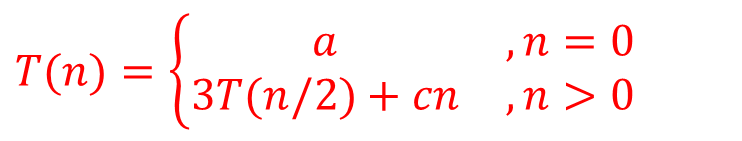 T(n) = { a , n = 0
3T(n/2) + cn , n > 0